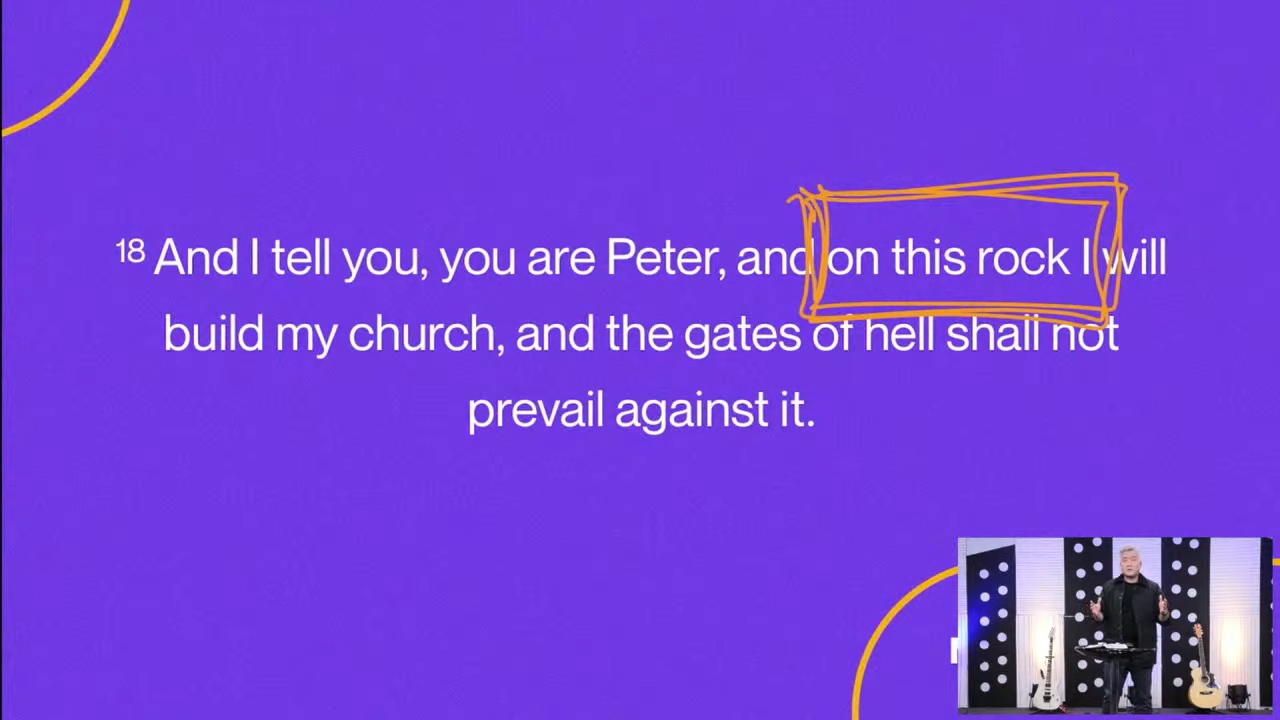 18 And I tell you, you are Peter, and on this rock I will
build my church, and the gates of hell shall not
prevail against it.